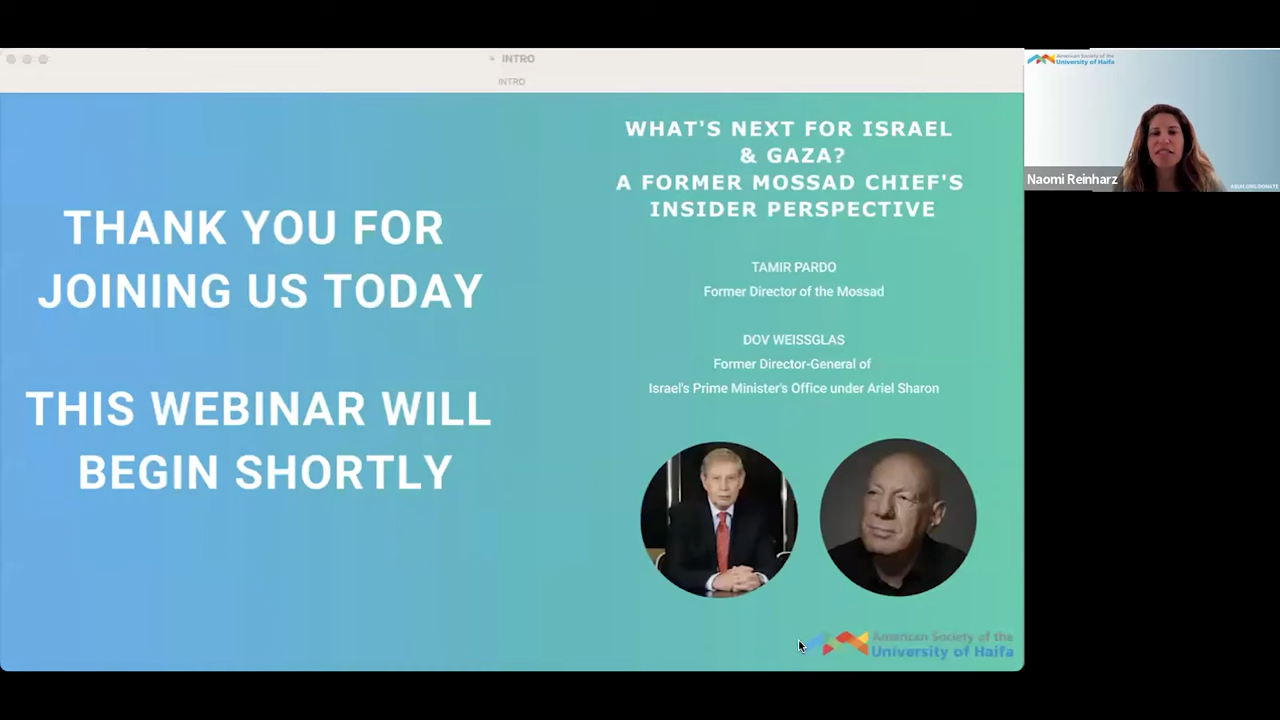 INTRO
INTRO
THANK YOU FOR
JOINING US TODAY
THIS WEBINAR WILL
BEGIN SHORTLY
WHAT'S NEXT FOR ISRAEL
& GAZA?
A FORMER MOSSAD CHIEF'S
INSIDER PERSPECTIVE
TAMIR PARDO
Former Director of the Mossad
DOV WEISSGLAS
Former Director-General of
Israel's Prime Minister's Office under Ariel Sharon
American Society of the
University of Haifa
American Society of the
University of Haifa
Naomi Reinharz
ASUH.ORG/DONATE